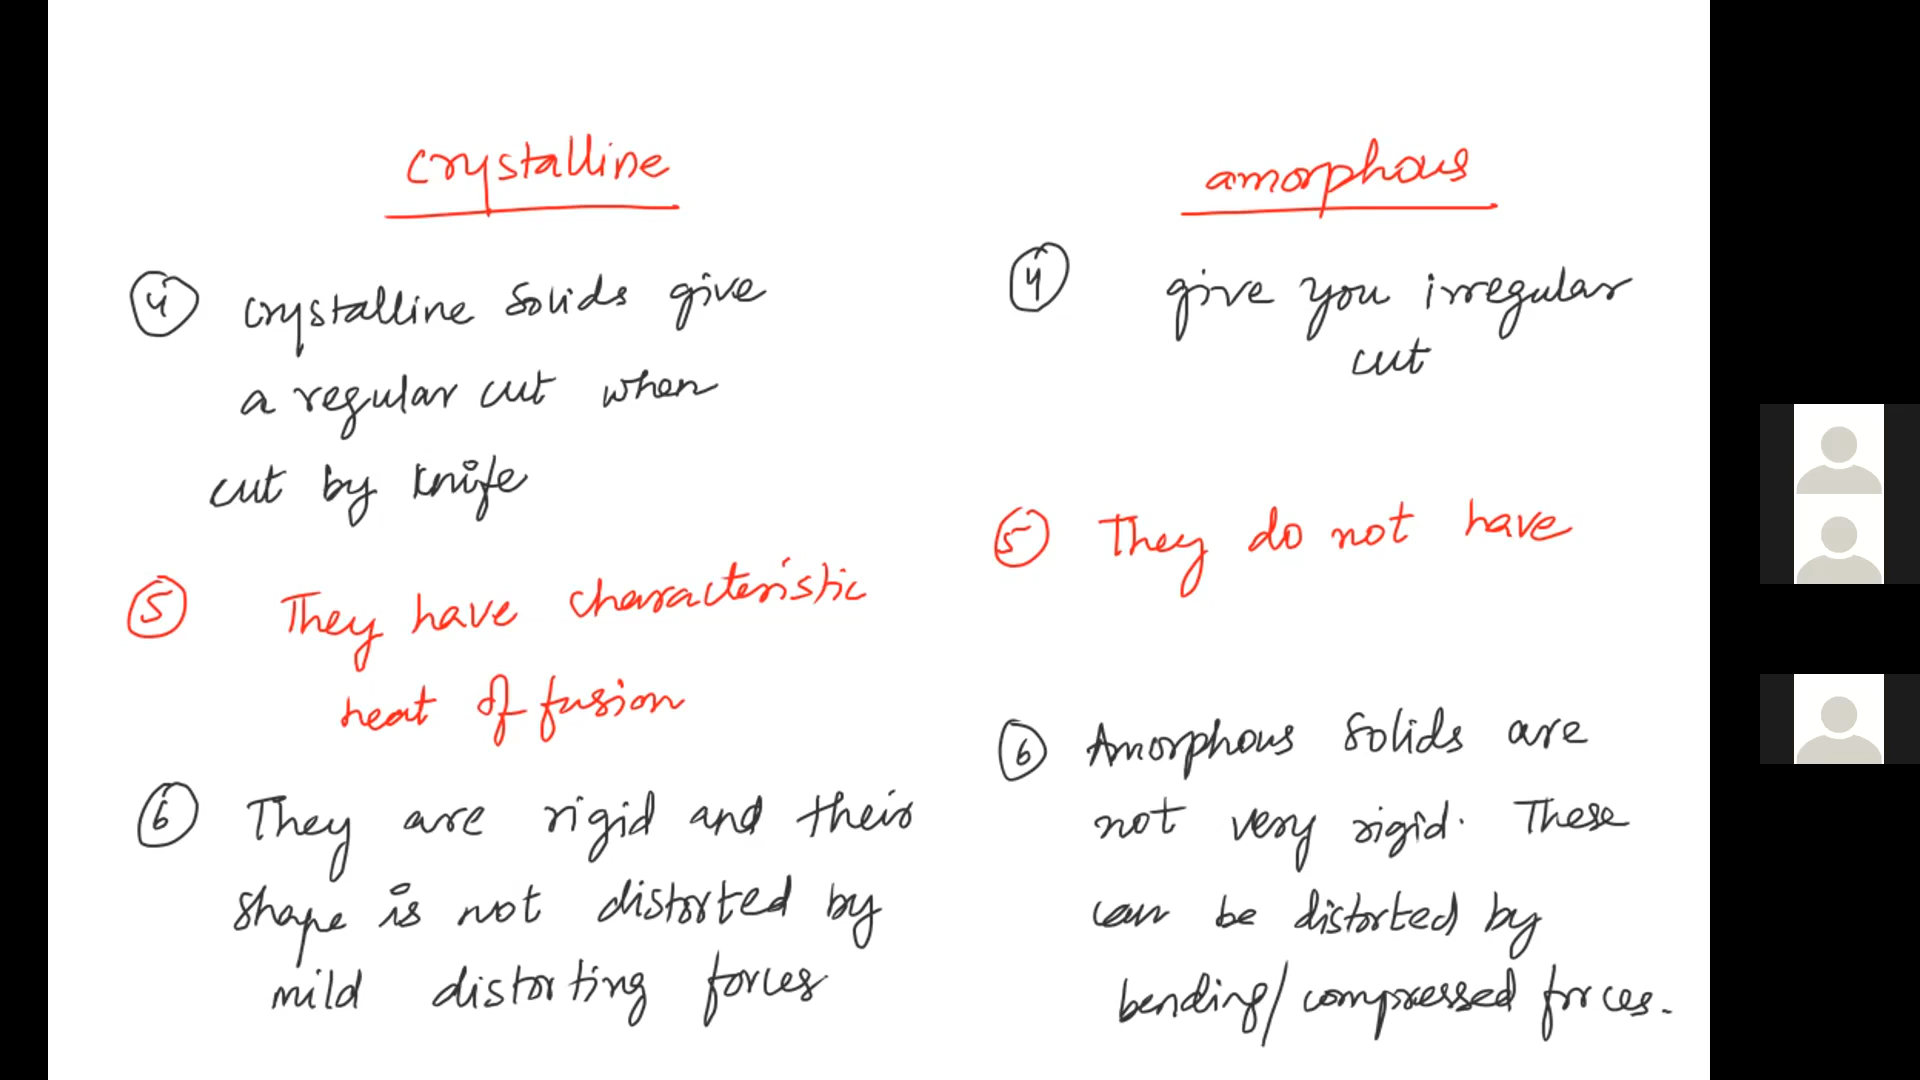 crystalline
④ crystalline solids give
a regular cut when
cut by knife
⑤ They have characteristic
heat of fusion
⑥ They are rigid and their
shape is not distorted by
mild distorting forces
amorphous
④ give you irregular
cut
⑤ They do not have
⑥ Amorphous solids are
not very rigid. These
can be distorted by
bending/compressed forces.